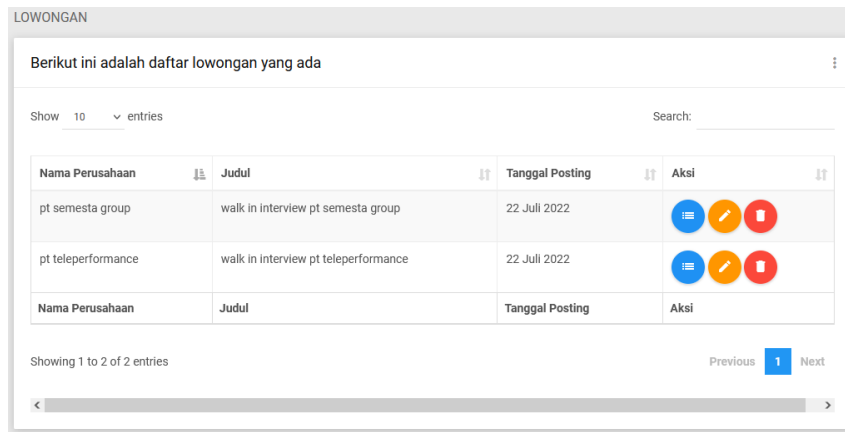 LOWONGAN
Berikut ini adalah daftar lowongan yang ada
Show 10 entries Search:
Nama Perusahaan Judul Tanggal Posting Aksi
pt semesta group walk in interview pt semesta group 22 Juli 2022
pt teleperformance walk in interview pt teleperformance 22 Juli 2022
Nama Perusahaan Judul Tanggal Posting Aksi
Showing 1 to 2 of 2 entries Previous 1 Next